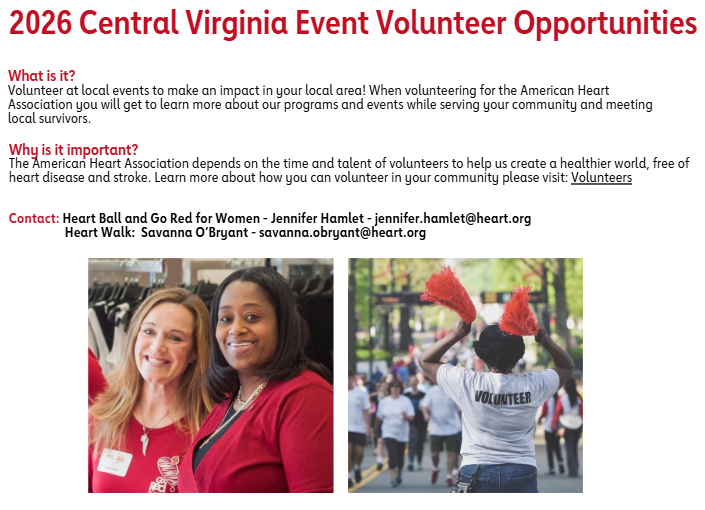 2026 Central Virginia Event Volunteer Opportunities
What is it?
Volunteer at local events to make an impact in your local area! When volunteering for the American Heart
Association you will get to learn more about our programs and events while serving your community and meeting
local survivors.
Why is it important?
The American Heart Association depends on the time and talent of volunteers to help us create a healthier world, free of
heart disease and stroke. Learn more about how you can volunteer in your community please visit: Volunteers
Contact: Heart Ball and Go Red for Women - Jennifer Hamlet - jennifer.hamlet@heart.org
Heart Walk:  Savanna O'Bryant - savanna.obryant@heart.org
VOLUNTEER